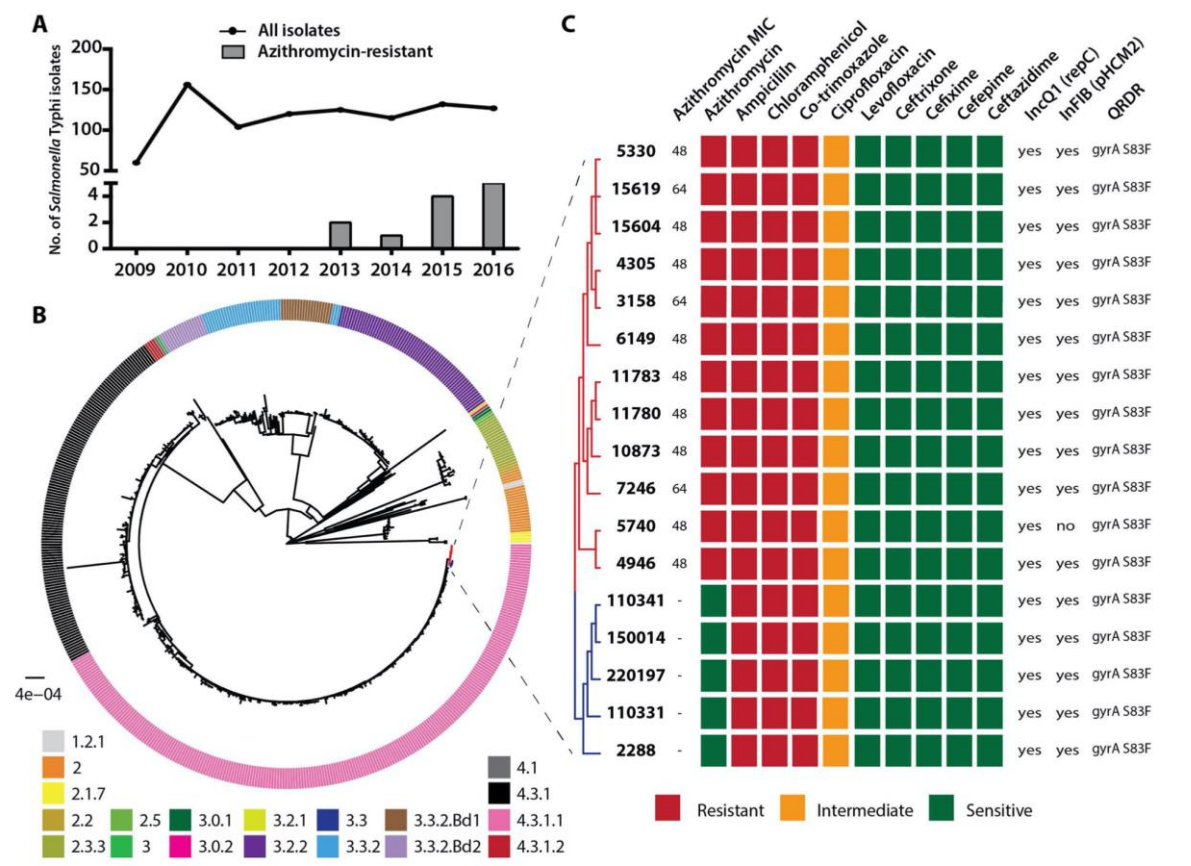 A
All isolates
Azithromycin-resistant
No. of Salmonella Typhi isolates
200
150
100
50
4
2
0
2009 2010 2011 2012 2013 2014 2015 2016
B
4e−04
1.2.1
2
2.1.7
2.2
2.3.3
2.5
3
3.0.1
3.0.2
3.2.1
3.2.2
3.3
3.3.2
3.3.2.Bd1
3.3.2.Bd2
4.1
4.3.1
4.3.1.1
4.3.1.2
C
Azithromycin MIC
Azithromycin
Ampicililn
Chloramphenicol
Co-trimoxazole
Ciprofloxacin
Levofloxacin
Ceftrixone
Cefixime
Cefepime
Ceftazidime
IncQ1 (repC)
InFIB (pHCM2)
QRDR
5330 48 yes yes gyrA S83F
15619 64 yes yes gyrA S83F
15604 48 yes yes gyrA S83F
4305 48 yes yes gyrA S83F
3158 64 yes yes gyrA S83F
6149 48 yes yes gyrA S83F
11783 48 yes yes gyrA S83F
11780 48 yes yes gyrA S83F
10873 48 yes yes gyrA S83F
7246 64 yes yes gyrA S83F
5740 48 yes no gyrA S83F
4946 48 yes yes gyrA S83F
110341 - yes yes gyrA S83F
150014 - yes yes gyrA S83F
220197 - yes yes gyrA S83F
110331 - yes yes gyrA S83F
2288 - yes yes gyrA S83F
Resistant Intermediate Sensitive